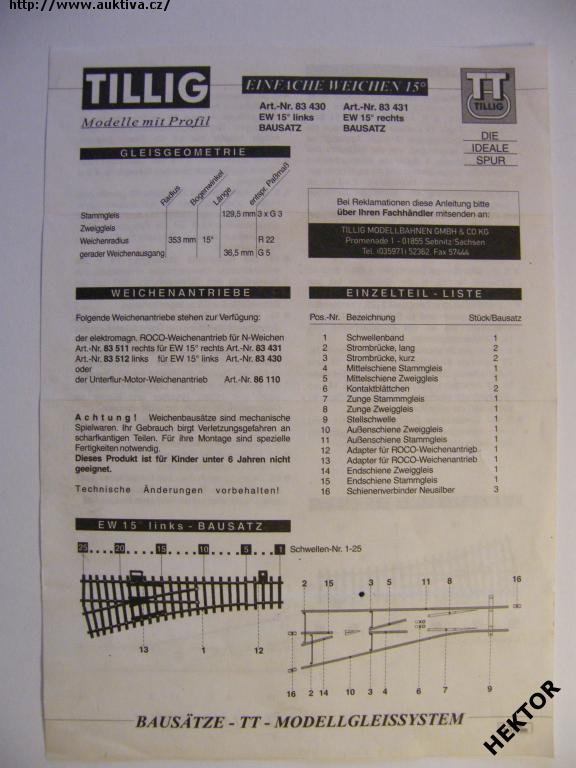 http://www.auktiva.cz/
TILLIG
Modelle mit Profil
EINFACHE WEICHEN 15°
Art.-Nr. 83 430 Art.-Nr. 83 431
EW 15° links EW 15° rechts
BAUSATZ BAUSATZ
TT
TILLIG
DIE
IDEALE
SPUR
GLEISGEOMETRIE
Radius Bogenwinkel Länge entspr. Paßmaß
Stammgleis 129,5 mm 3 x G 3
Zweiggleis
Weichenradius 353 mm 15° R 22
gerader Weichenausgang 36,5 mm G 5
Bei Reklamationen diese Anleitung bitte
über Ihren Fachhändler mitsenden an:
TILLIG MODELLBAHNEN GMBH & CO KG
Promenade 1 - 01855 Sebnitz/Sachsen
Tel. (035971) 52362, Fax 57444
WEICHENANTRIEBE
Folgende Weichenantriebe stehen zur Verfügung:
der elektromagn. ROCO-Weichenantrieb für N-Weichen
Art.-Nr. 83 511 rechts für EW 15° rechts Art.-Nr. 83 431
Art.-Nr. 83 512 links für EW 15° links Art.-Nr. 83 430
oder
der Unterflur-Motor-Weichenantrieb Art.-Nr. 86 110
Achtung! Weichenbausätze sind mechanische
Spielwaren. Ihr Gebrauch birgt Verletzungsgefahren an
scharfkantigen Teilen. Für ihre Montage sind spezielle
Fertigkeiten notwendig.
Dieses Produkt ist für Kinder unter 6 Jahren nicht
geeignet.
Technische Änderungen vorbehalten!
EINZELTEIL - LISTE
Pos.-Nr. Bezeichnung Stück/Bausatz
1 Schwellenband 1
2 Strombrücke, lang 2
3 Strombrücke, kurz 2
4 Mittelschiene Stammgleis 1
5 Mittelschiene Zweiggleis 1
6 Kontaktblättchen 2
7 Zunge Stammgleis 1
8 Zunge Zweiggleis 1
9 Stellschwelle 1
10 Außenschiene Zweiggleis 1
11 Außenschiene Stammgleis 1
12 Adapter für ROCO-Weichenantrieb 1
13 Adapter für ROCO-Weichenantrieb 1
14 Endschiene Zweiggleis 1
15 Endschiene Stammgleis 1
16 Schienenverbinder Neusilber 3
EW 15° links - BAUSATZ
25 .... 20 .... 15 .... 10 .... 5 ... 1 Schwellen-Nr. 1-25
2 15 3 5 11 8 16
13 1 12
16 2 14 10 3 4 6 7 9
BAUSÄTZE - TT - MODELLGLEISSYSTEM
HEKTOR